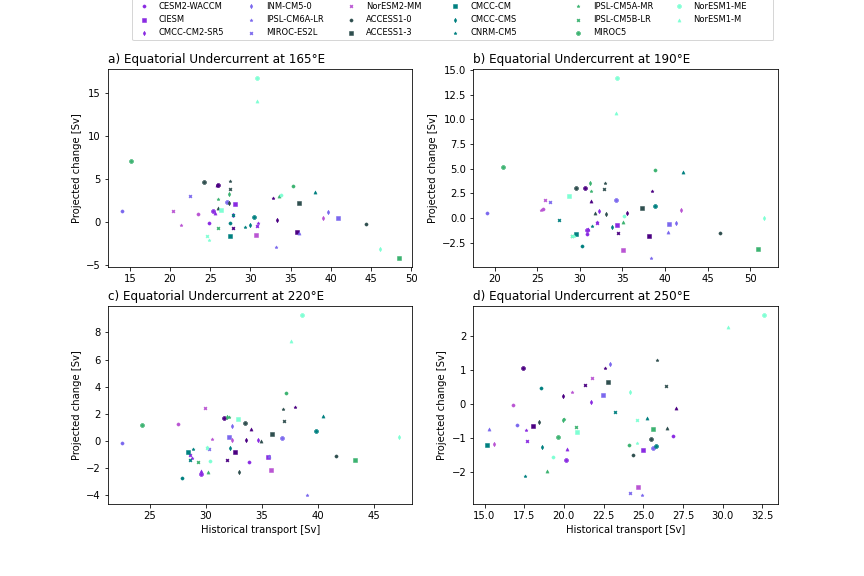 CESM2-WACCM INM-CM5-0 NorESM2-MM CMCC-CM IPSL-CM5A-MR NorESM1-ME
CIESM IPSL-CM6A-LR ACCESS1-0 CMCC-CMS IPSL-CM5B-LR NorESM1-M
CMCC-CM2-SR5 MIROC-ES2L ACCESS1-3 CNRM-CM5 MIROC5
a) Equatorial Undercurrent at 165°E
Projected change [Sv]
15
10
5
0
−5
15 20 25 30 35 40 45 50
b) Equatorial Undercurrent at 190°E
Projected change [Sv]
15.0
12.5
10.0
7.5
5.0
2.5
0.0
−2.5
20 25 30 35 40 45 50
c) Equatorial Undercurrent at 220°E
Projected change [Sv]
8
6
4
2
0
−2
−4
25 30 35 40 45
Historical transport [Sv]
d) Equatorial Undercurrent at 250°E
Projected change [Sv]
2
1
0
−1
−2
15.0 17.5 20.0 22.5 25.0 27.5 30.0 32.5
Historical transport [Sv]